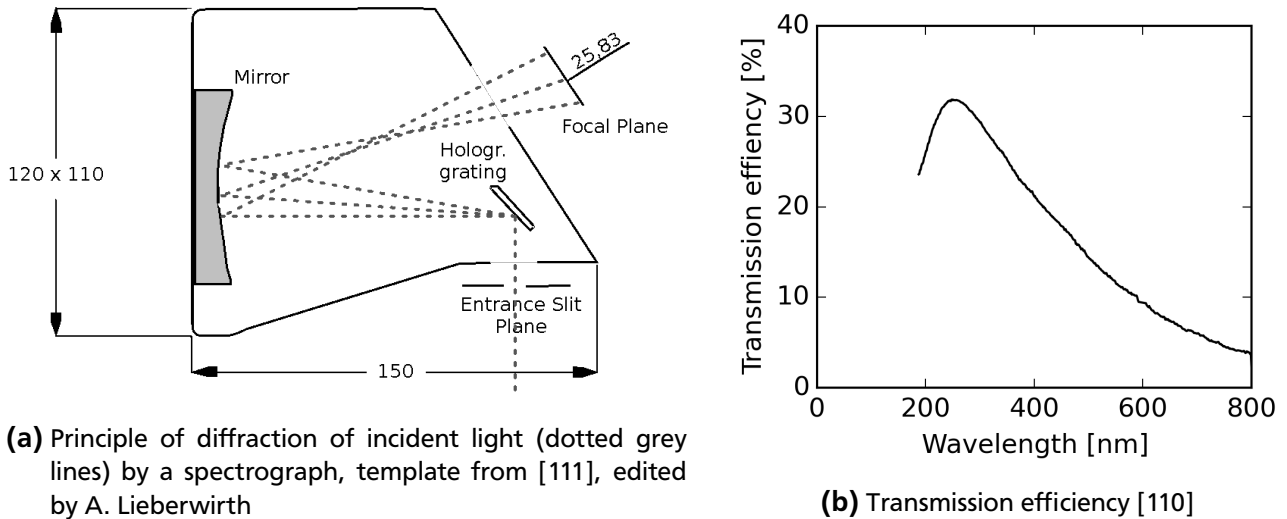 Mirror
25,83
Focal Plane
Hologr.
grating
120 x 110
Entrance Slit
Plane
150
(a) Principle of diffraction of incident light (dotted grey
lines) by a spectrograph, template from [111], edited
by A. Lieberwirth
Transmission effiency [%]
40
30
20
10
0
0 200 400 600 800
Wavelength [nm]
(b) Transmission efficiency [110]